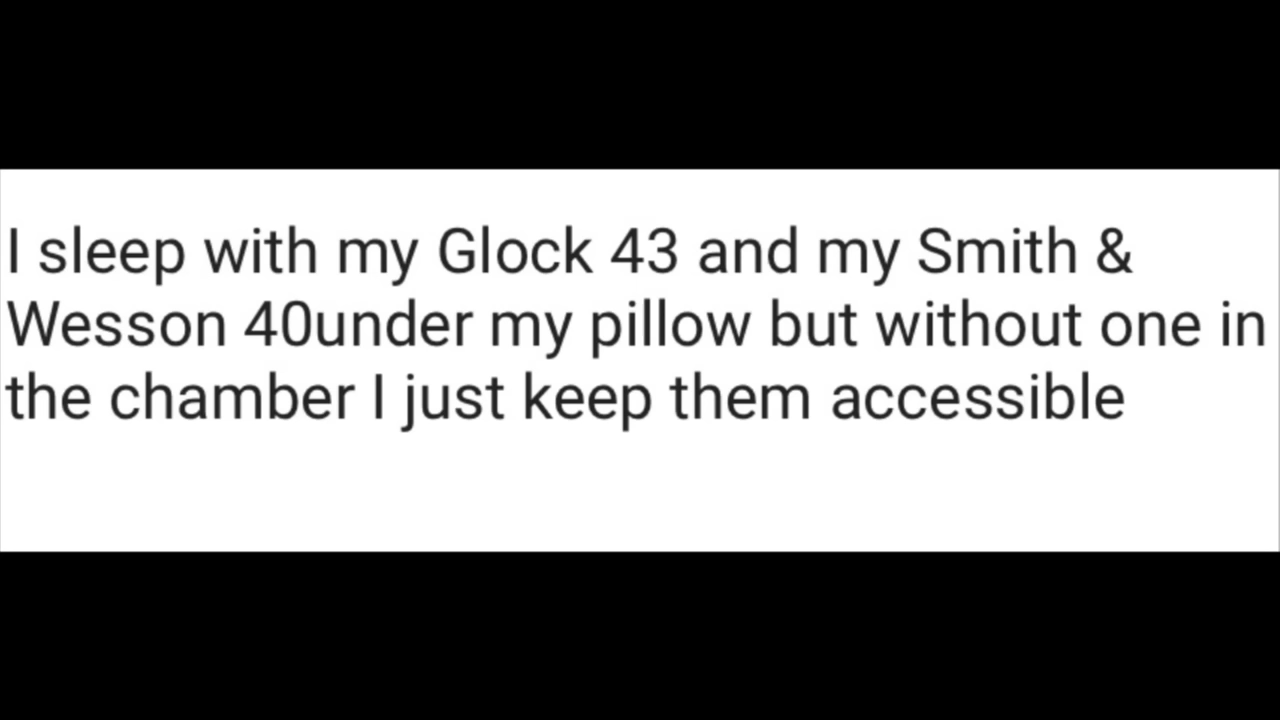 I sleep with my Glock 43 and my Smith &
Wesson 40under my pillow but without one in
the chamber I just keep them accessible